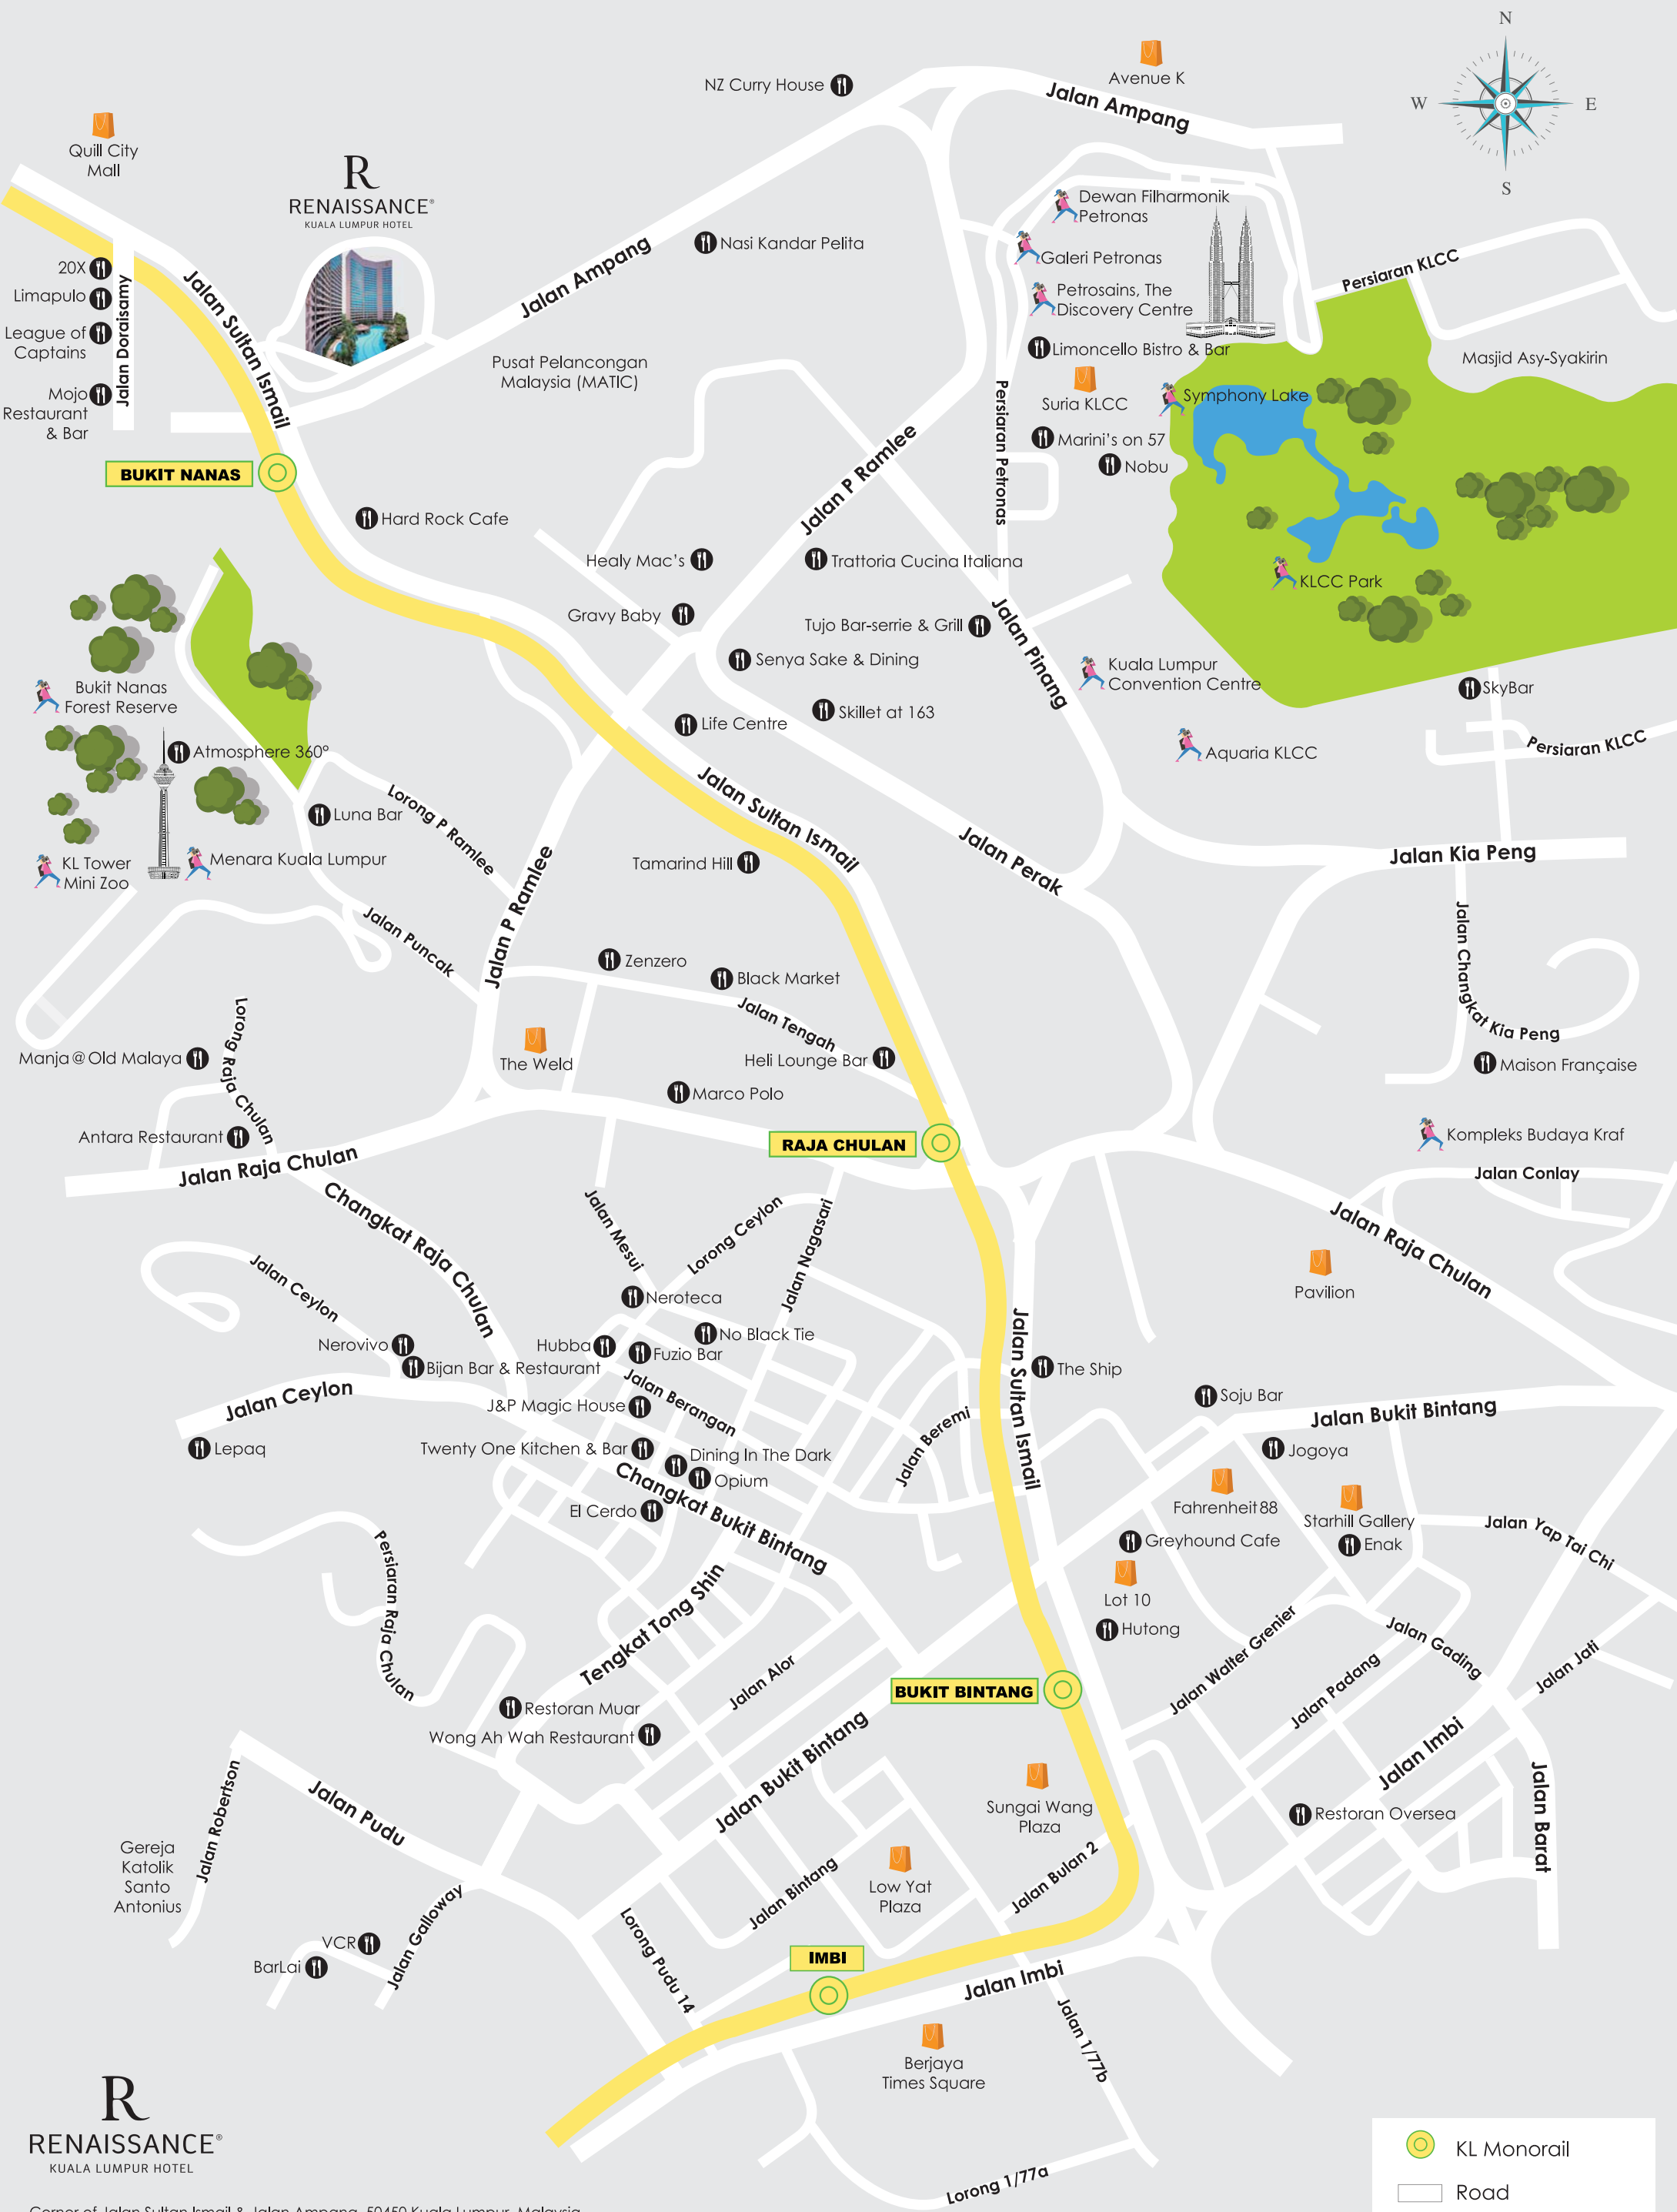 N
W
E
S
Avenue K
Jalan Ampang
NZ Curry House
Quill City
Mall
R
RENAISSANCE®
KUALA LUMPUR HOTEL
Dewan Filharmonik
Petronas
Nasi Kandar Pelita
Galeri Petronas
Jalan Ampang
20X
Limapulo
League of
Captains
Mojo
Restaurant
& Bar
Jalan Doraisamy
Jalan Sultan Ismail
Petrosains, The
Discovery Centre
Persiaran KLCC
Limoncello Bistro & Bar
Masjid Asy-Syakirin
Pusat Pelancongan
Malaysia (MATIC)
Suria KLCC
Symphony Lake
Persiaran Petronas
Marini's on 57
Nobu
Jalan P Ramlee
BUKIT NANAS
Hard Rock Cafe
Healy Mac's
Trattoria Cucina Italiana
KLCC Park
Gravy Baby
Tujo Bar-serrie & Grill
Jalan Pinang
Senya Sake & Dining
Kuala Lumpur
Convention Centre
SkyBar
Bukit Nanas
Forest Reserve
Skillet at 163
Life Centre
Aquaria KLCC
Persiaran KLCC
Atmosphere 360°
Luna Bar
Lorong P Ramlee
Jalan Sultan Ismail
Jalan Perak
Jalan Kia Peng
KL Tower
Mini Zoo
Menara Kuala Lumpur
Tamarind Hill
Jalan P Ramlee
Jalan Puncak
Jalan Changkat Kia Peng
Zenzero
Black Market
Jalan Tengah
Lorong Raja Chulan
Manja @ Old Malaya
The Weld
Heli Lounge Bar
Maison Française
Marco Polo
Antara Restaurant
RAJA CHULAN
Kompleks Budaya Kraf
Jalan Raja Chulan
Jalan Conlay
Changkat Raja Chulan
Jalan Mesui
Lorong Ceylon
Jalan Nagasari
Jalan Raja Chulan
Jalan Ceylon
Pavilion
Neroteca
Nerovivo
Hubba
No Black Tie
Fuzio Bar
Bijan Bar & Restaurant
Jalan Sultan Ismail
The Ship
Jalan Ceylon
Jalan Berangan
J&P Magic House
Soju Bar
Jalan Bukit Bintang
Jalan Beremi
Lepaq
Twenty One Kitchen & Bar
Dining In The Dark
Opium
Jogoya
Changkat Bukit Bintang
El Cerdo
Fahrenheit 88
Starhill Gallery
Enak
Jalan Yap Tai Chi
Greyhound Cafe
Persiaran Raja Chulan
Tengkat Tong Shin
Lot 10
Hutong
Jalan Walter Grenier
Jalan Gading
Jalan Padang
Jalan Jati
Jalan Alor
BUKIT BINTANG
Restoran Muar
Wong Ah Wah Restaurant
Jalan Bukit Bintang
Jalan Imbi
Jalan Barat
Jalan Robertson
Jalan Pudu
Sungai Wang
Plaza
Restoran Oversea
Gereja
Katolik
Santo
Antonius
Jalan Bintang
Low Yat
Plaza
Jalan Bulan 2
Jalan Galloway
Lorong Pudu 14
VCR
BarLai
IMBI
Jalan Imbi
Jalan 1/77b
Berjaya
Times Square
Lorong 1/77a
R
RENAISSANCE®
KUALA LUMPUR HOTEL
KL Monorail
Road
Corner of Jalan Sultan Ismail & Jalan Ampang, 50450 Kuala Lumpur, Malaysia